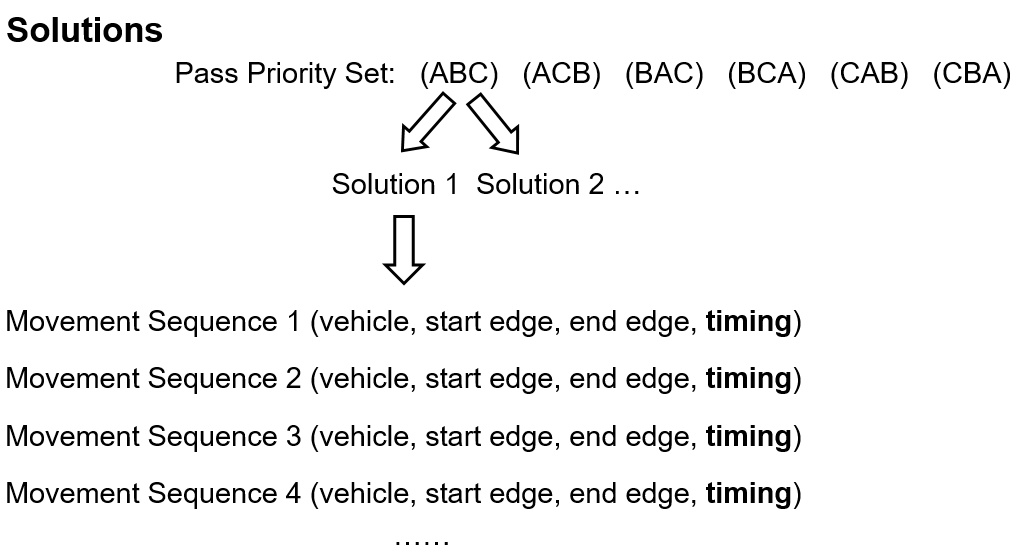 Solutions
Pass Priority Set: (ABC) (ACB) (BAC) (BCA) (CAB) (CBA)
Solution 1 Solution 2 …
Movement Sequence 1 (vehicle, start edge, end edge, timing)
Movement Sequence 2 (vehicle, start edge, end edge, timing)
Movement Sequence 3 (vehicle, start edge, end edge, timing)
Movement Sequence 4 (vehicle, start edge, end edge, timing)
……